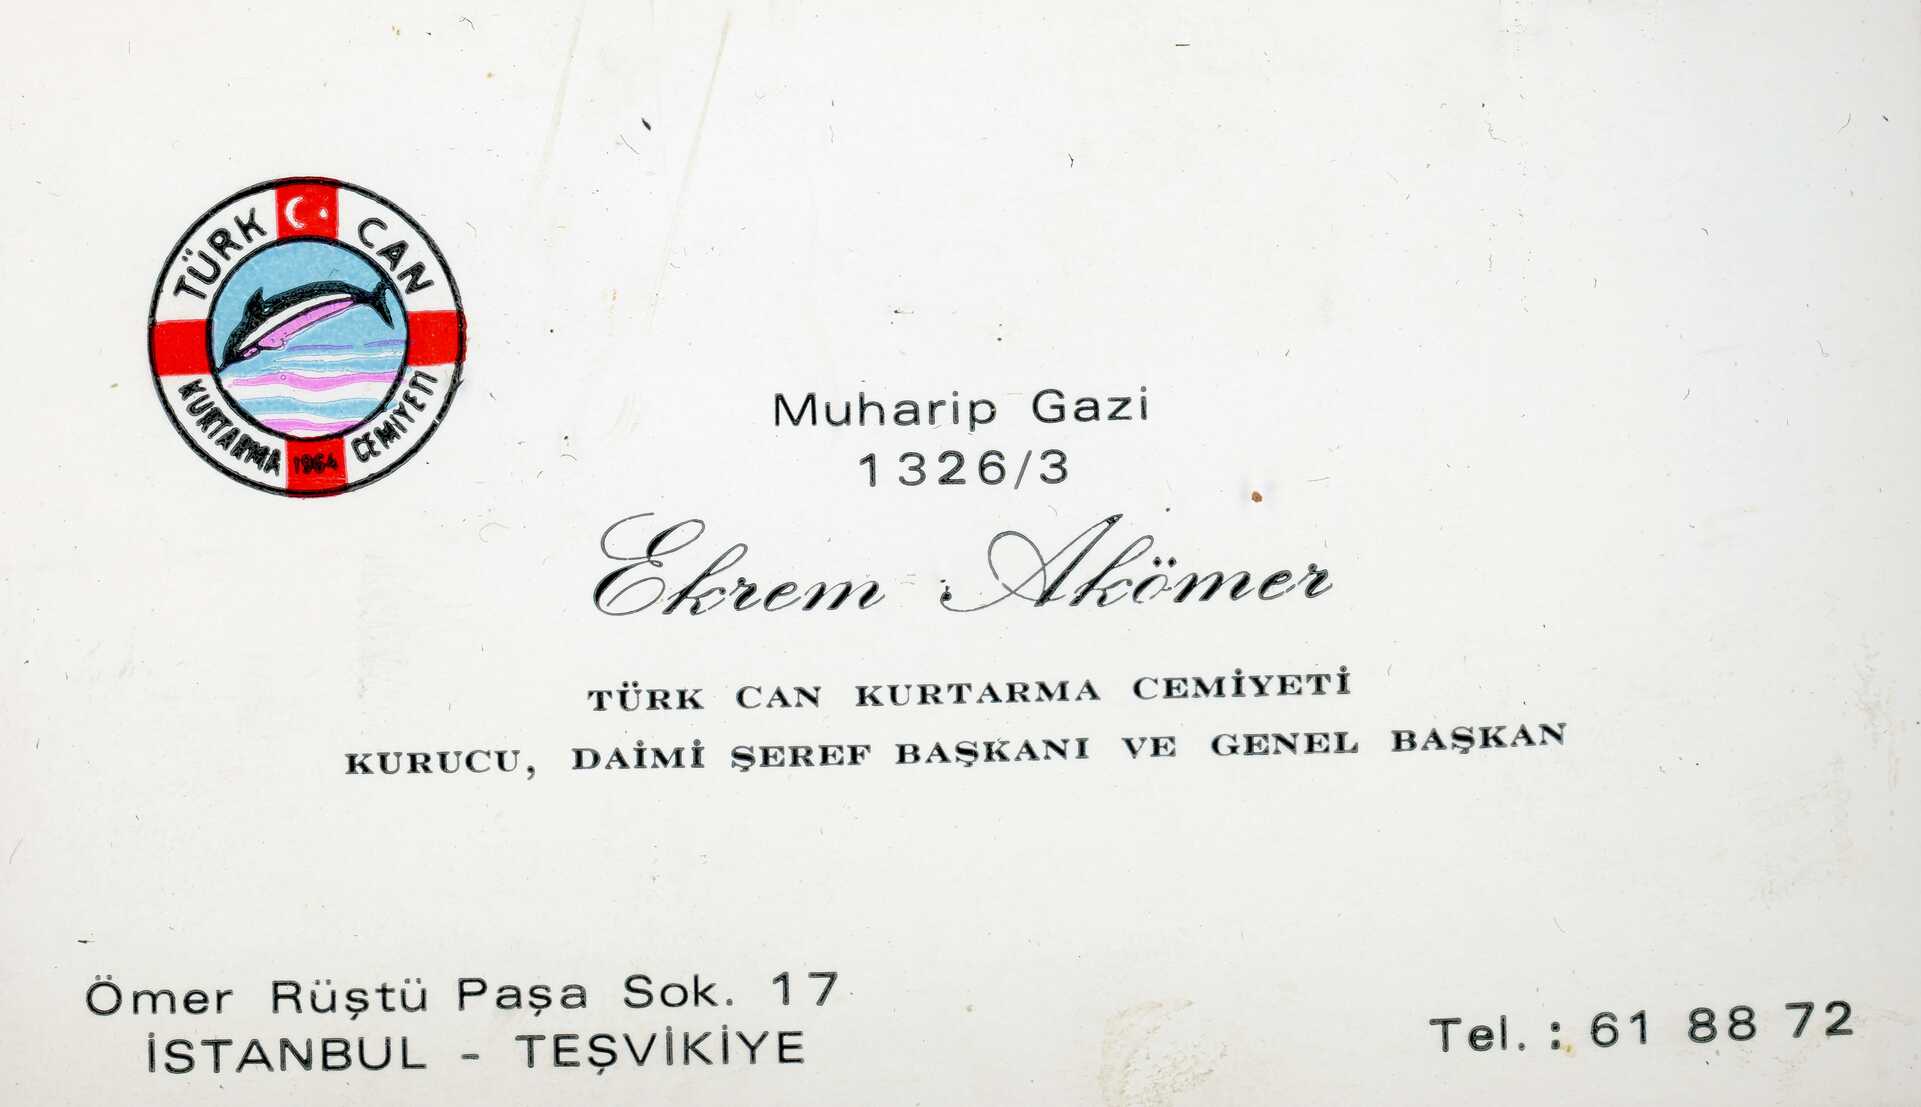 TÜRK CAN
KURTARMA CEMİYETİ
1964
Muharip Gazi
1326/3
Ekrem Akömer
TÜRK CAN KURTARMA CEMİYETİ
KURUCU, DAİMİ ŞEREF BAŞKANI VE GENEL BAŞKAN
Ömer Rüştü Paşa Sok. 17
İSTANBUL - TEŞVİKİYE
Tel. : 61 88 72